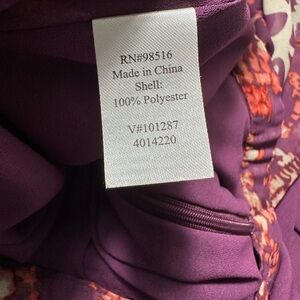 RN#98516
Made in China
Shell:
100% Polyester
V#101287
4014220